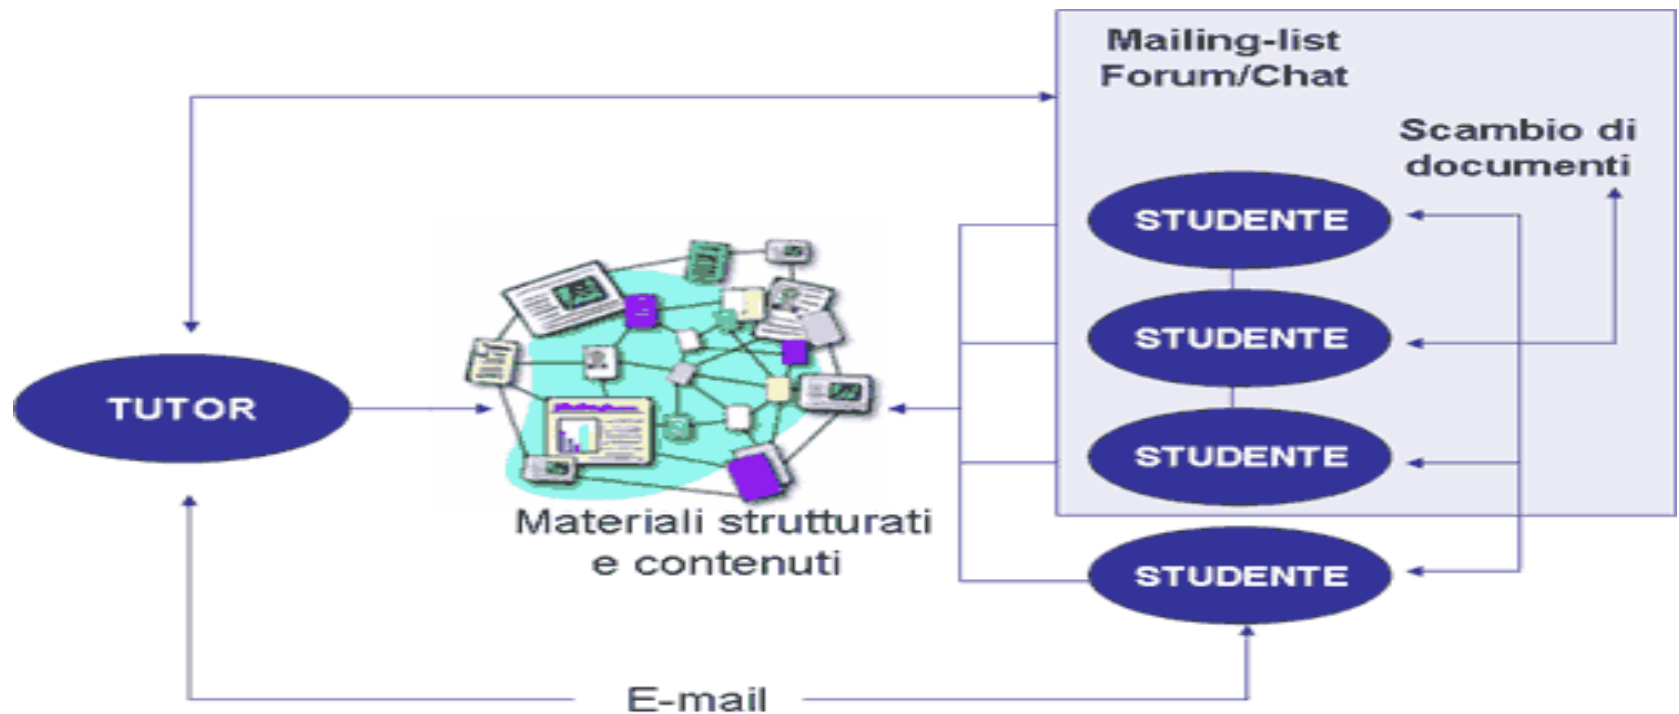 Mailing-list
Forum/Chat
Scambio di
documenti
STUDENTE
STUDENTE
TUTOR
STUDENTE
Materiali strutturati
e contenuti
STUDENTE
E-mail